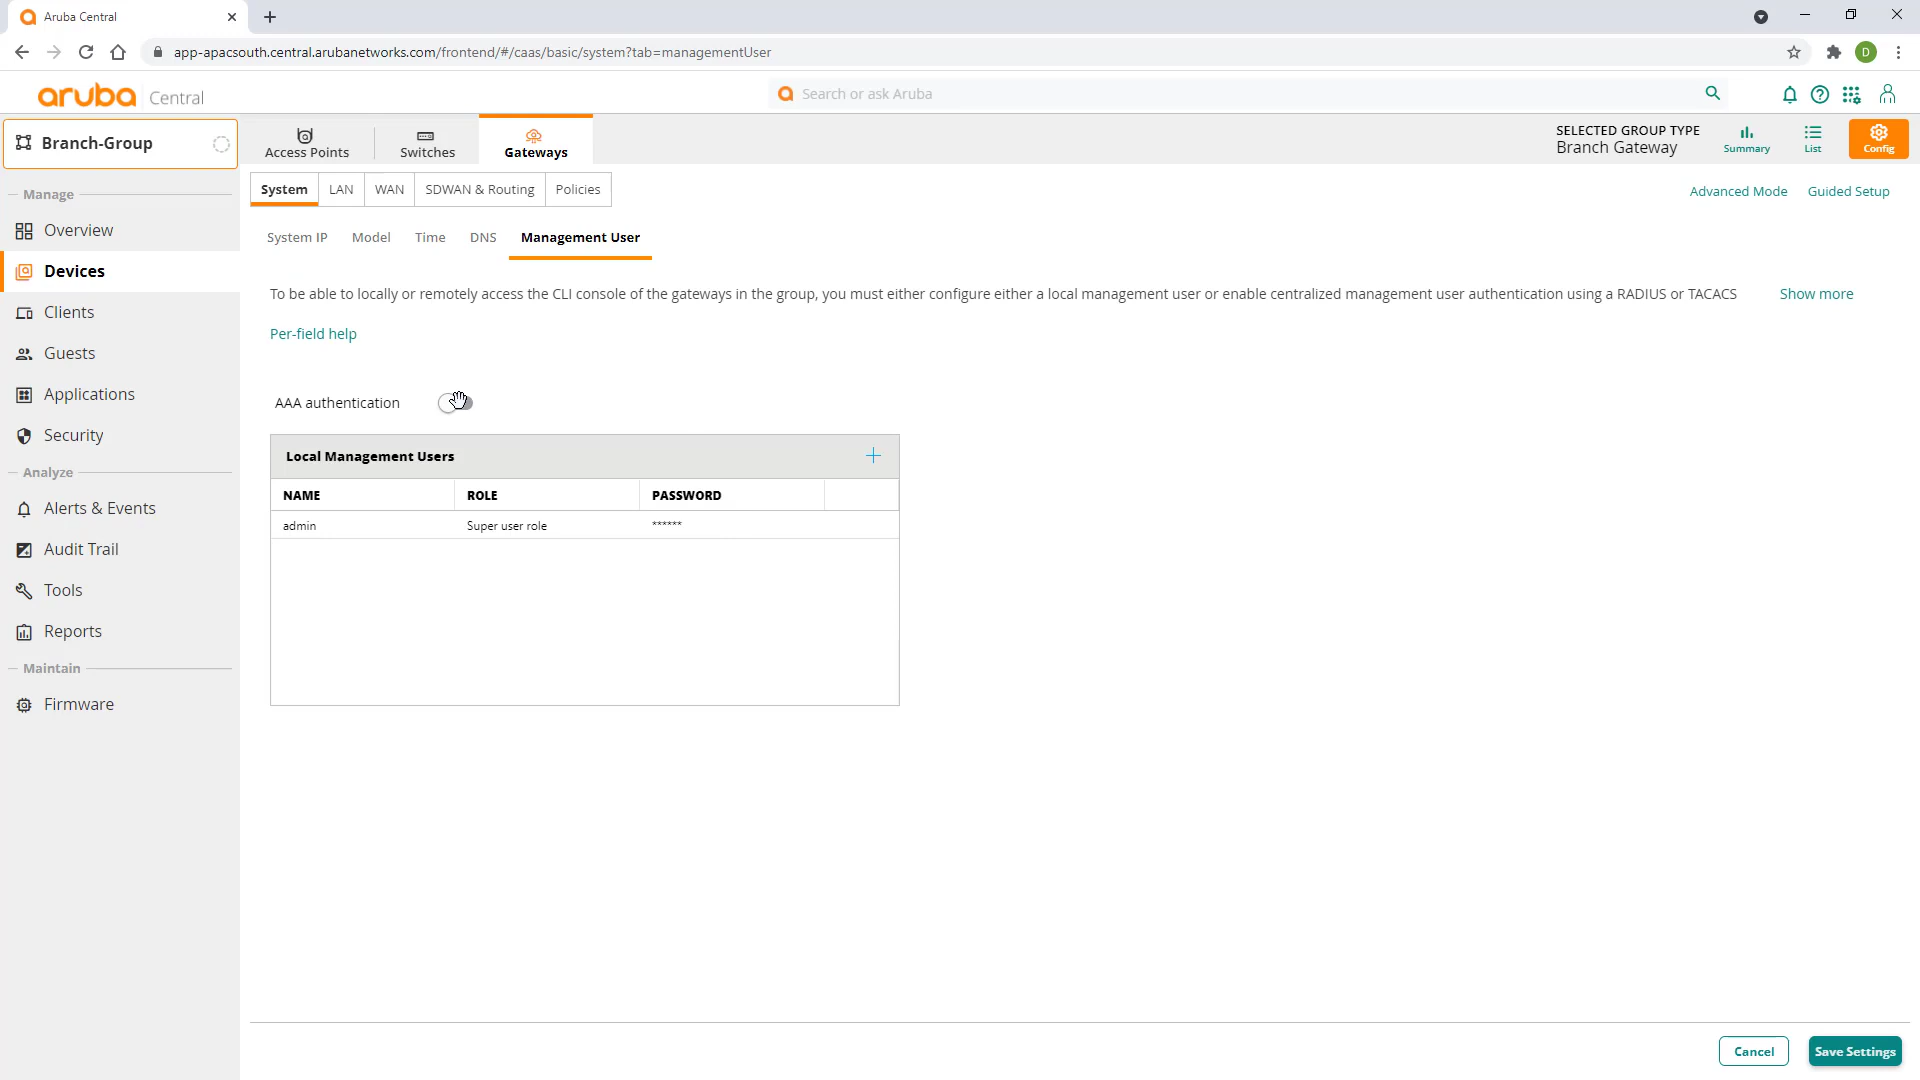 Aruba Central
app-apacsouth.central.arubanetworks.com/frontend/#/caas/basic/system?tab=managementUser
D
aruba Central
Search or ask Aruba
Branch-Group
Access Points
Switches
Gateways
SELECTED GROUP TYPE
Branch Gateway
Summary
List
Config
Manage
Overview
Devices
Clients
Guests
Applications
Security
Analyze
Alerts & Events
Audit Trail
Tools
Reports
Maintain
Firmware
System
LAN
WAN
SDWAN & Routing
Policies
Advanced Mode
Guided Setup
System IP
Model
Time
DNS
Management User
To be able to locally or remotely access the CLI console of the gateways in the group, you must either configure either a local management user or enable centralized management user authentication using a RADIUS or TACACS
Show more
Per-field help
AAA authentication
Local Management Users
NAME ROLE PASSWORD
admin Super user role ******
Cancel
Save Settings